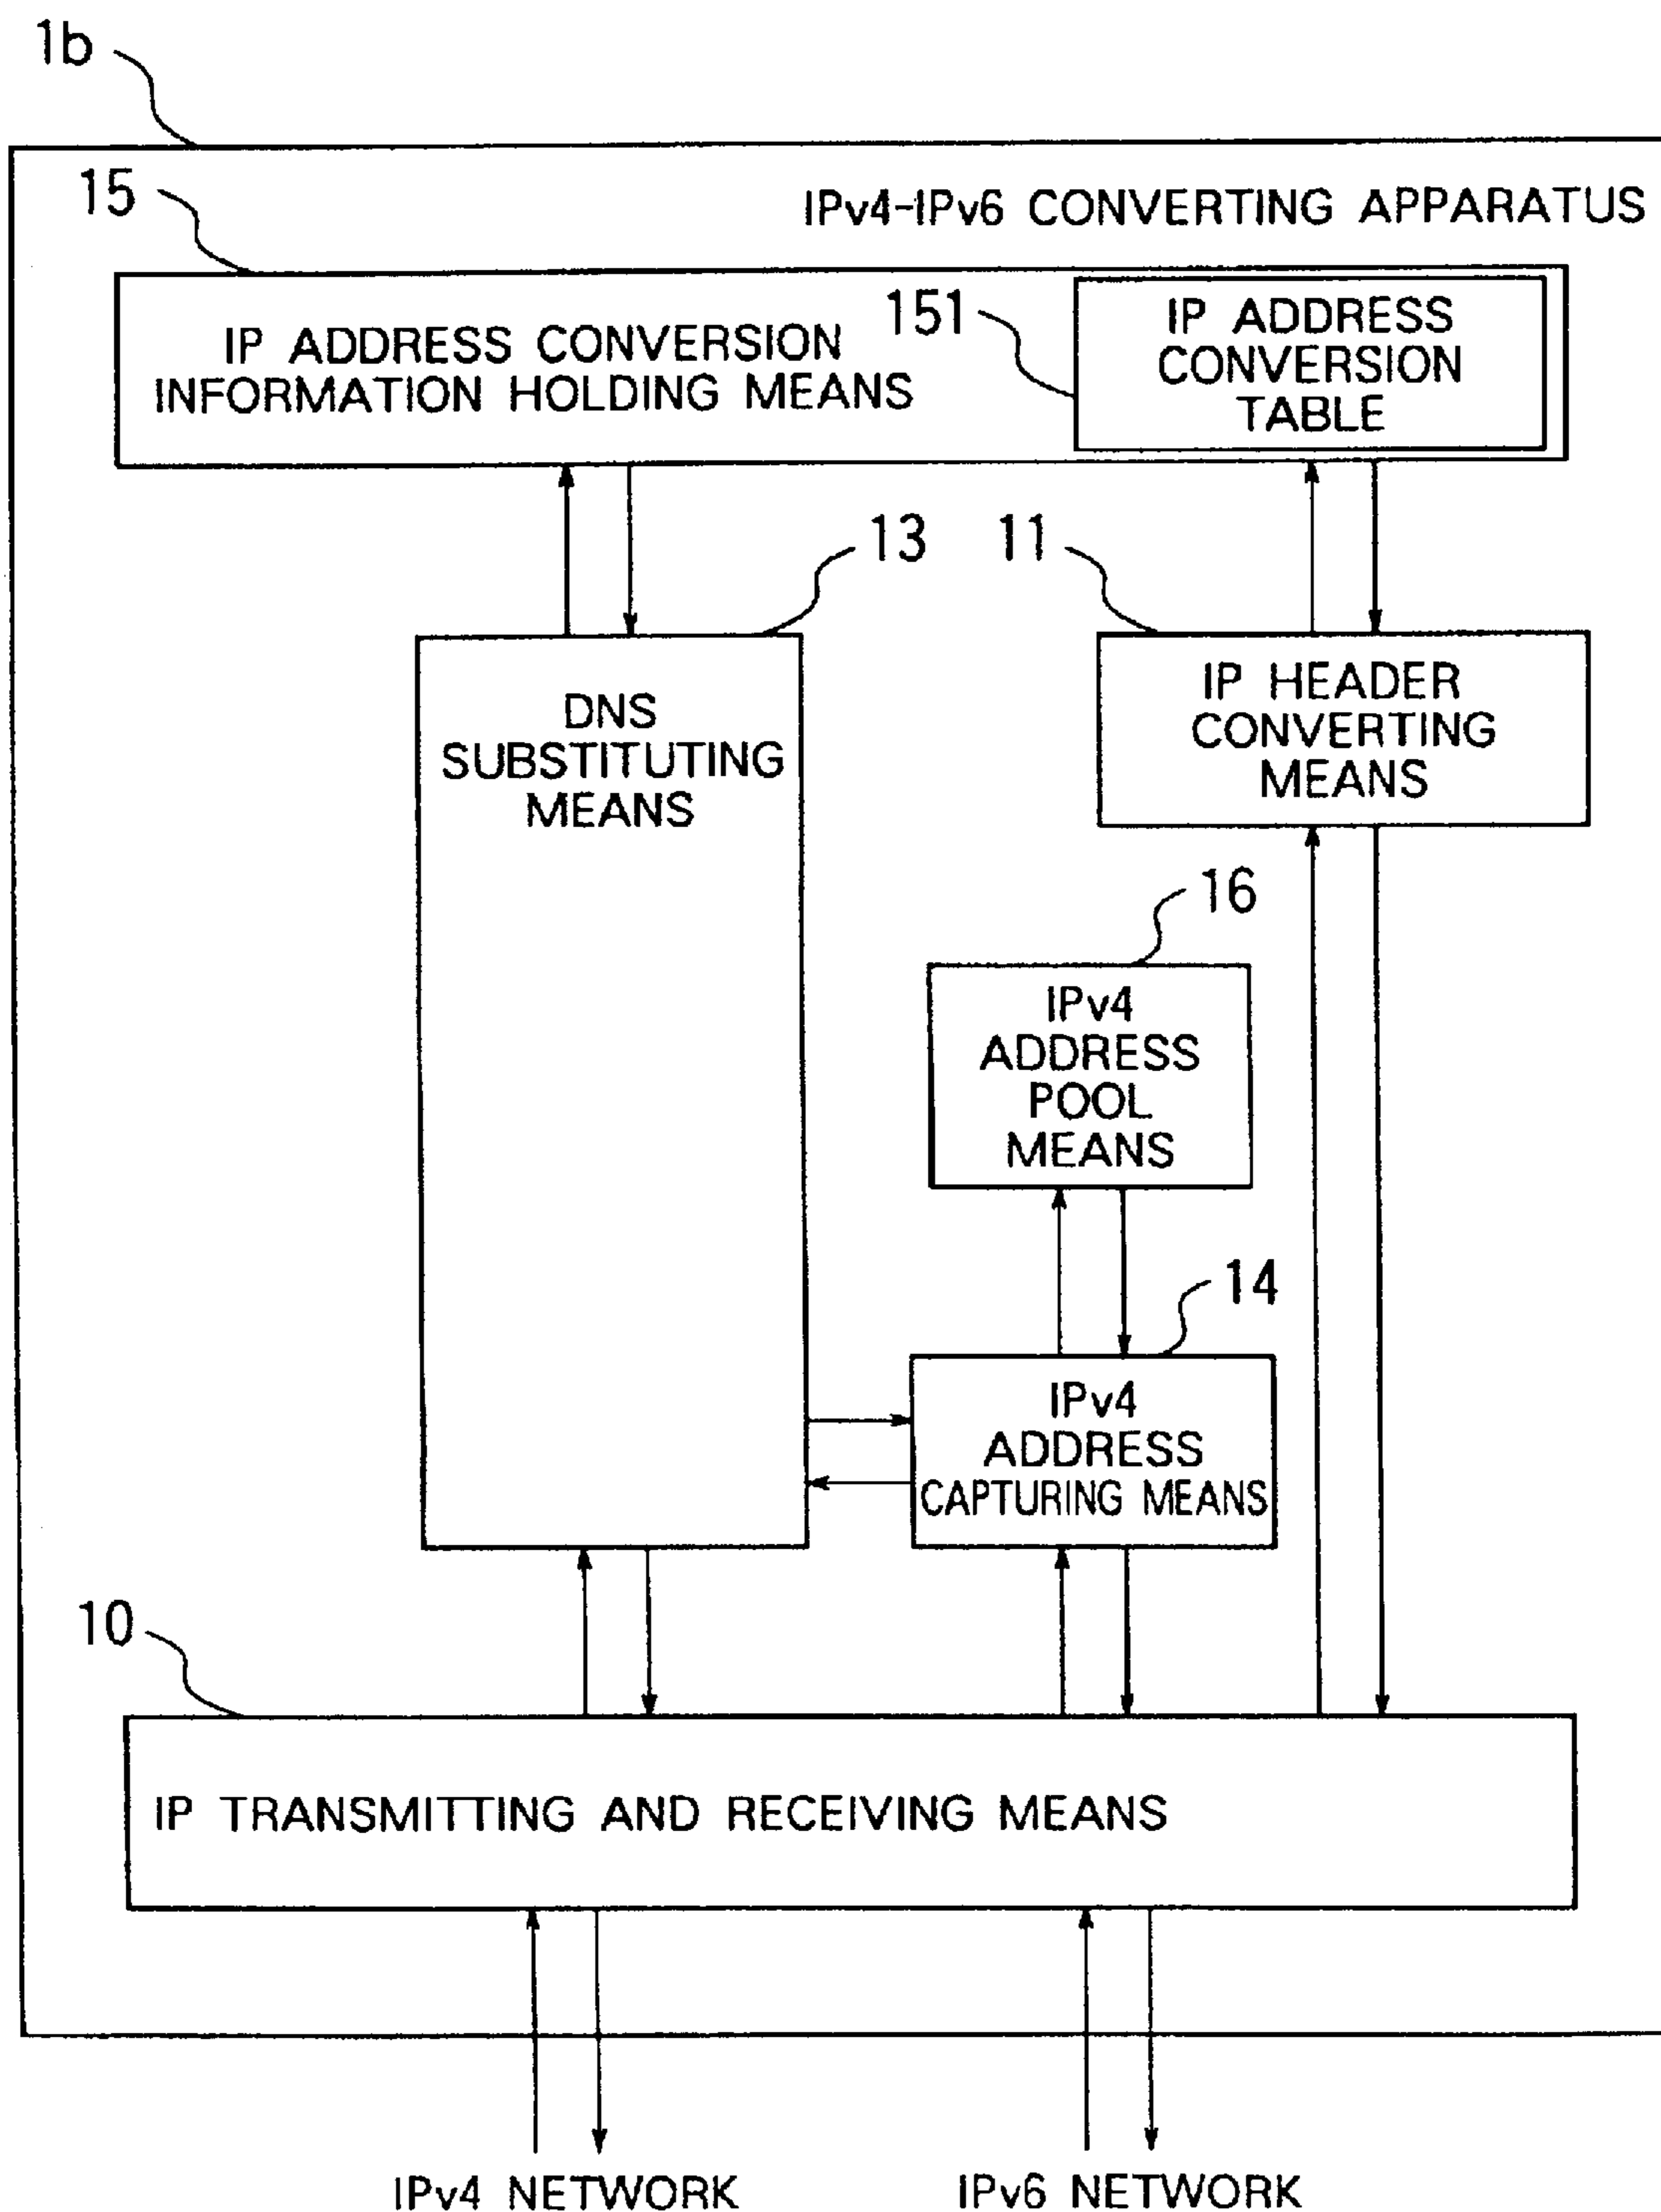 1b
15
IPv4-IPv6 CONVERTING APPARATUS
IP ADDRESS CONVERSION
INFORMATION HOLDING MEANS
151
IP ADDRESS
CONVERSION
TABLE
13
11
DNS
SUBSTITUTING
MEANS
IP HEADER
CONVERTING
MEANS
16
IPv4
ADDRESS
POOL
MEANS
14
IPv4
ADDRESS
CAPTURING MEANS
10
IP TRANSMITTING AND RECEIVING MEANS
IPv4 NETWORK
IPv6 NETWORK